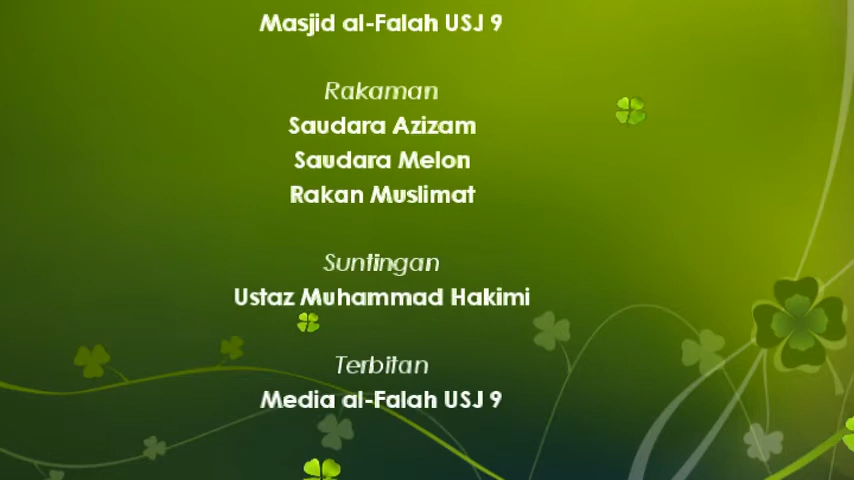 Masjid al-Falah USJ 9
Rakaman
Saudara Azizam
Saudara Melon
Rakan Muslimat
Suntingan
Ustaz Muhammad Hakimi
Terbitan
Media al-Falah USJ 9